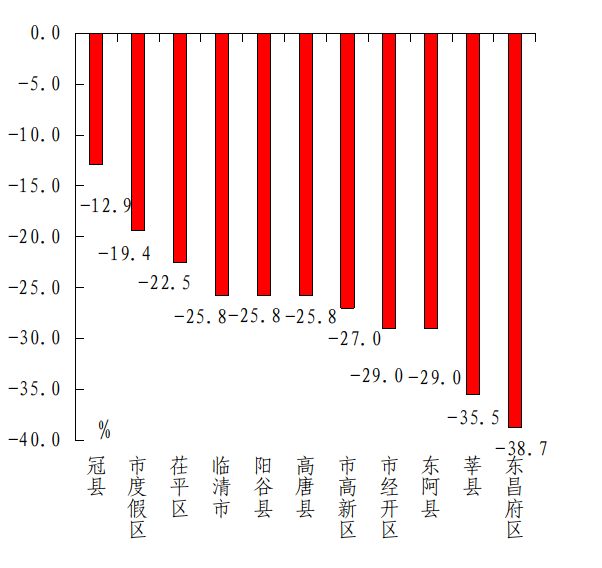 0.0
-5.0
-10.0
-15.0
-20.0
-25.0
-30.0
-35.0
-40.0
%
-12.9
-19.4
-22.5
-25.8
-25.8
-25.8
-27.0
-29.0
-29.0
-35.5
-38.7
冠县
市度假区
茌平区
临清市
阳谷县
高唐县
市高新区
市经开区
东阿县
莘县
东昌府区